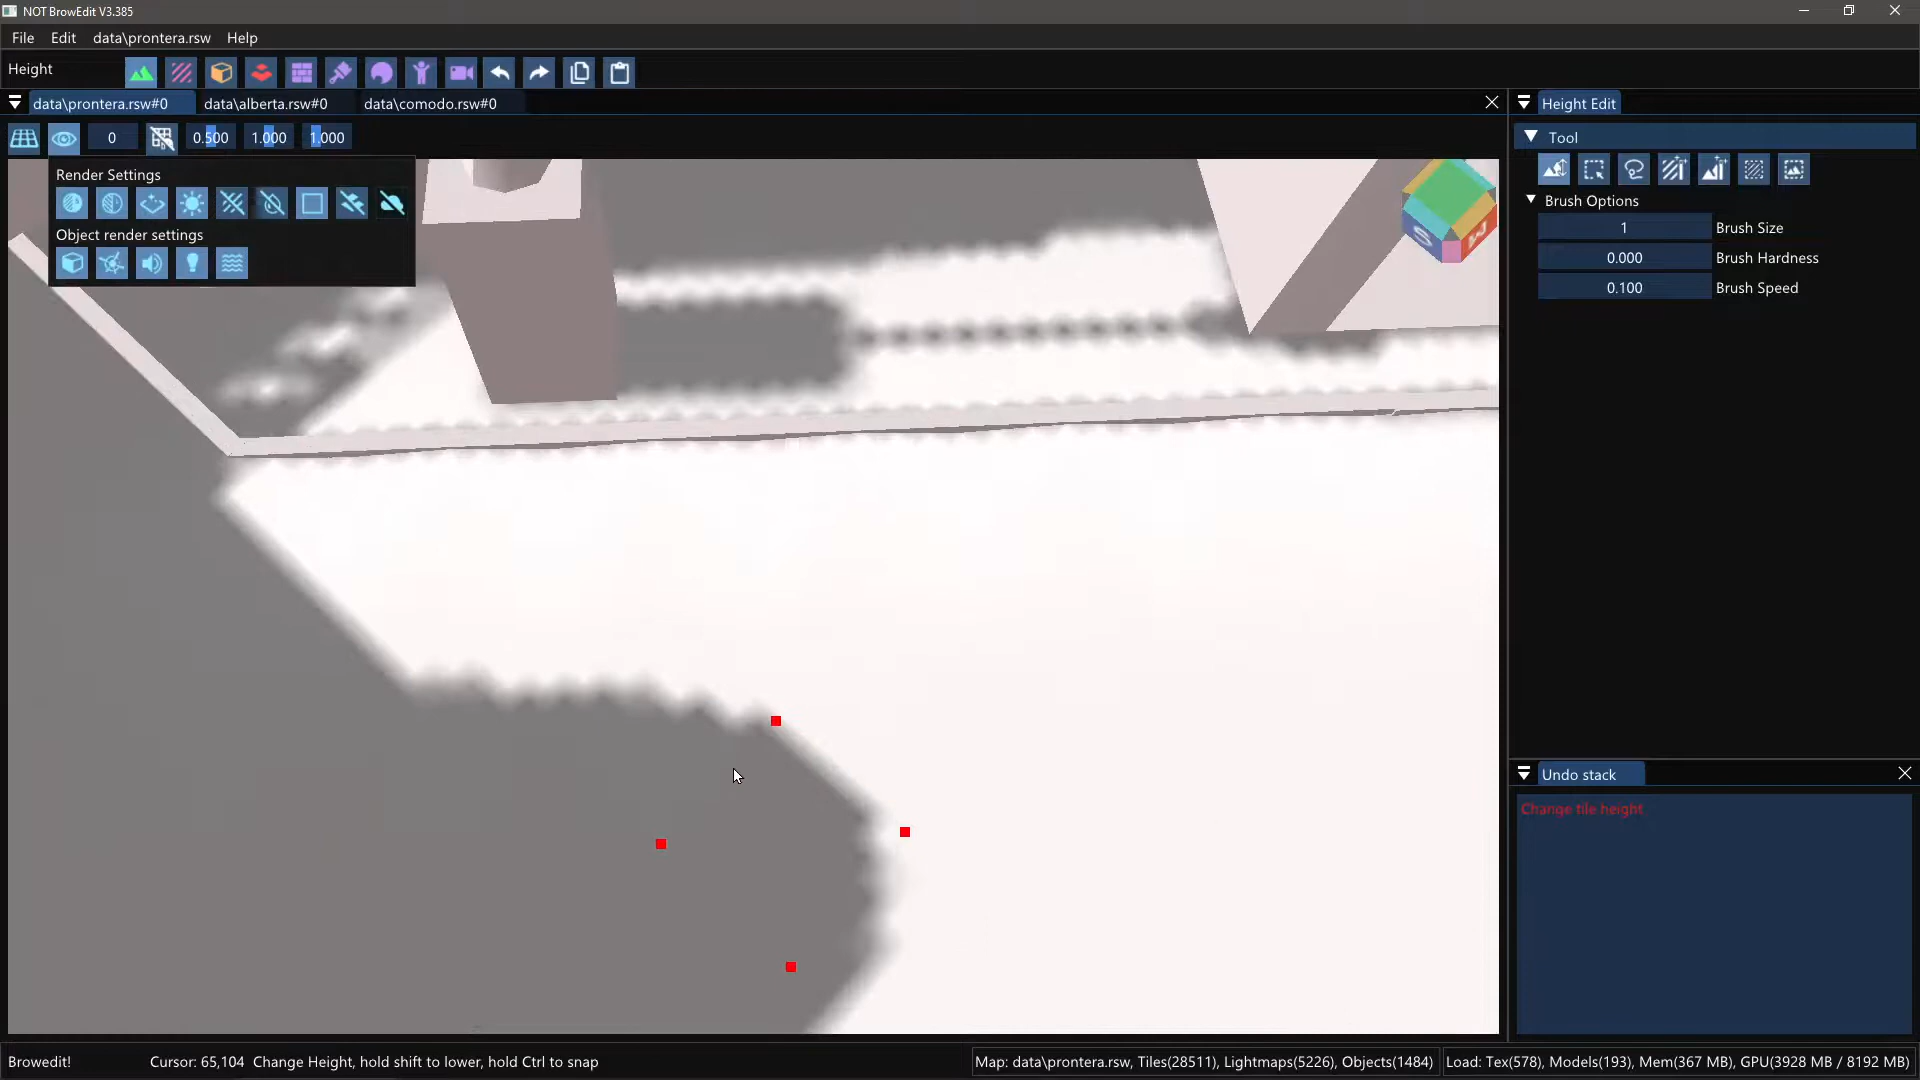 NOT BrowEdit V3.385
File Edit data\prontera.rsw Help
Height
data\prontera.rsw#0 data\alberta.rsw#0 data\comodo.rsw#0
0 0.500 1.000 1.000
Render Settings
Object render settings
S W
Height Edit
Tool
Brush Options
1 Brush Size
0.000 Brush Hardness
0.100 Brush Speed
Undo stack
Change tile height
Browedit! Cursor: 65,104 Change Height, hold shift to lower, hold Ctrl to snap
Map: data\prontera.rsw, Tiles(28511), Lightmaps(5226), Objects(1484) Load: Tex(578), Models(193), Mem(367 MB), GPU(3928 MB / 8192 MB)